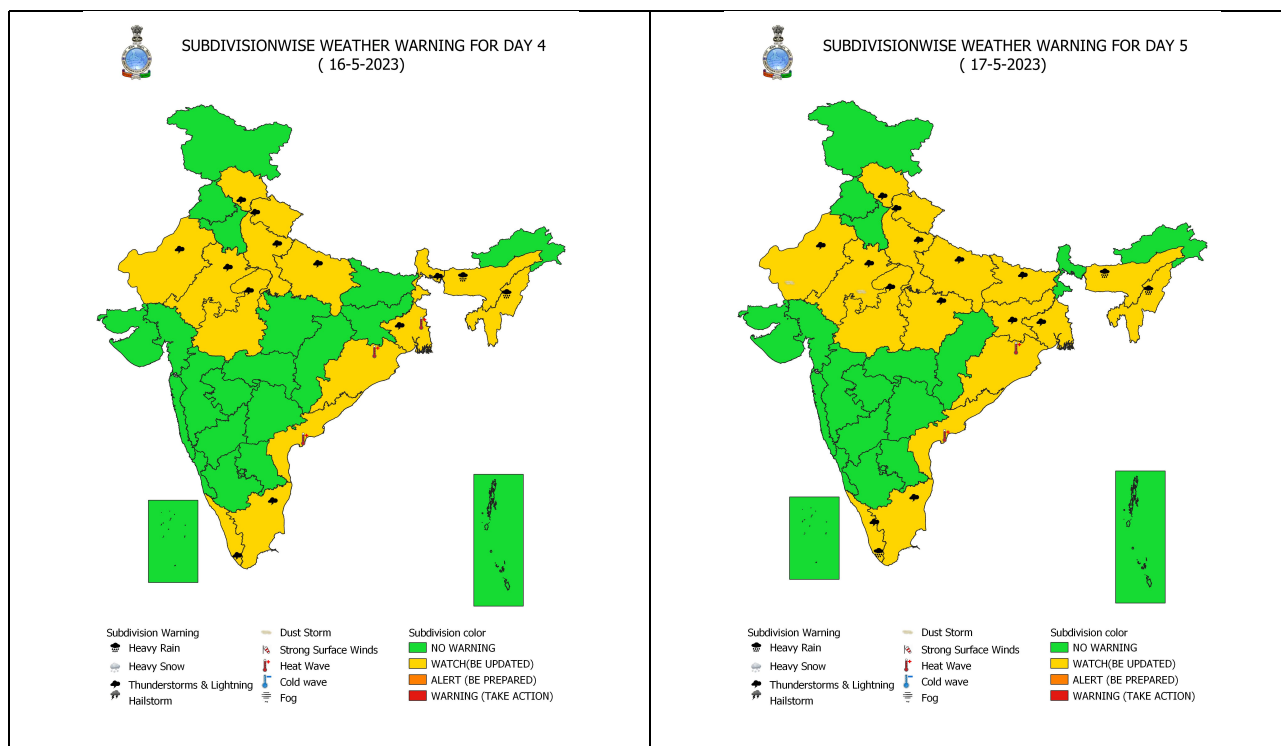 SUBDIVISIONWISE WEATHER WARNING FOR DAY 4
( 16-5-2023)
Subdivision Warning
Heavy Rain
Heavy Snow
Thunderstorms & Lightning
Hailstorm
Dust Storm
Strong Surface Winds
Heat Wave
Cold wave
Fog
Subdivision color
NO WARNING
WATCH(BE UPDATED)
ALERT (BE PREPARED)
WARNING (TAKE ACTION)
SUBDIVISIONWISE WEATHER WARNING FOR DAY 5
( 17-5-2023)
Subdivision Warning
Heavy Rain
Heavy Snow
Thunderstorms & Lightning
Hailstorm
Dust Storm
Strong Surface Winds
Heat Wave
Cold wave
Fog
Subdivision color
NO WARNING
WATCH(BE UPDATED)
ALERT (BE PREPARED)
WARNING (TAKE ACTION)